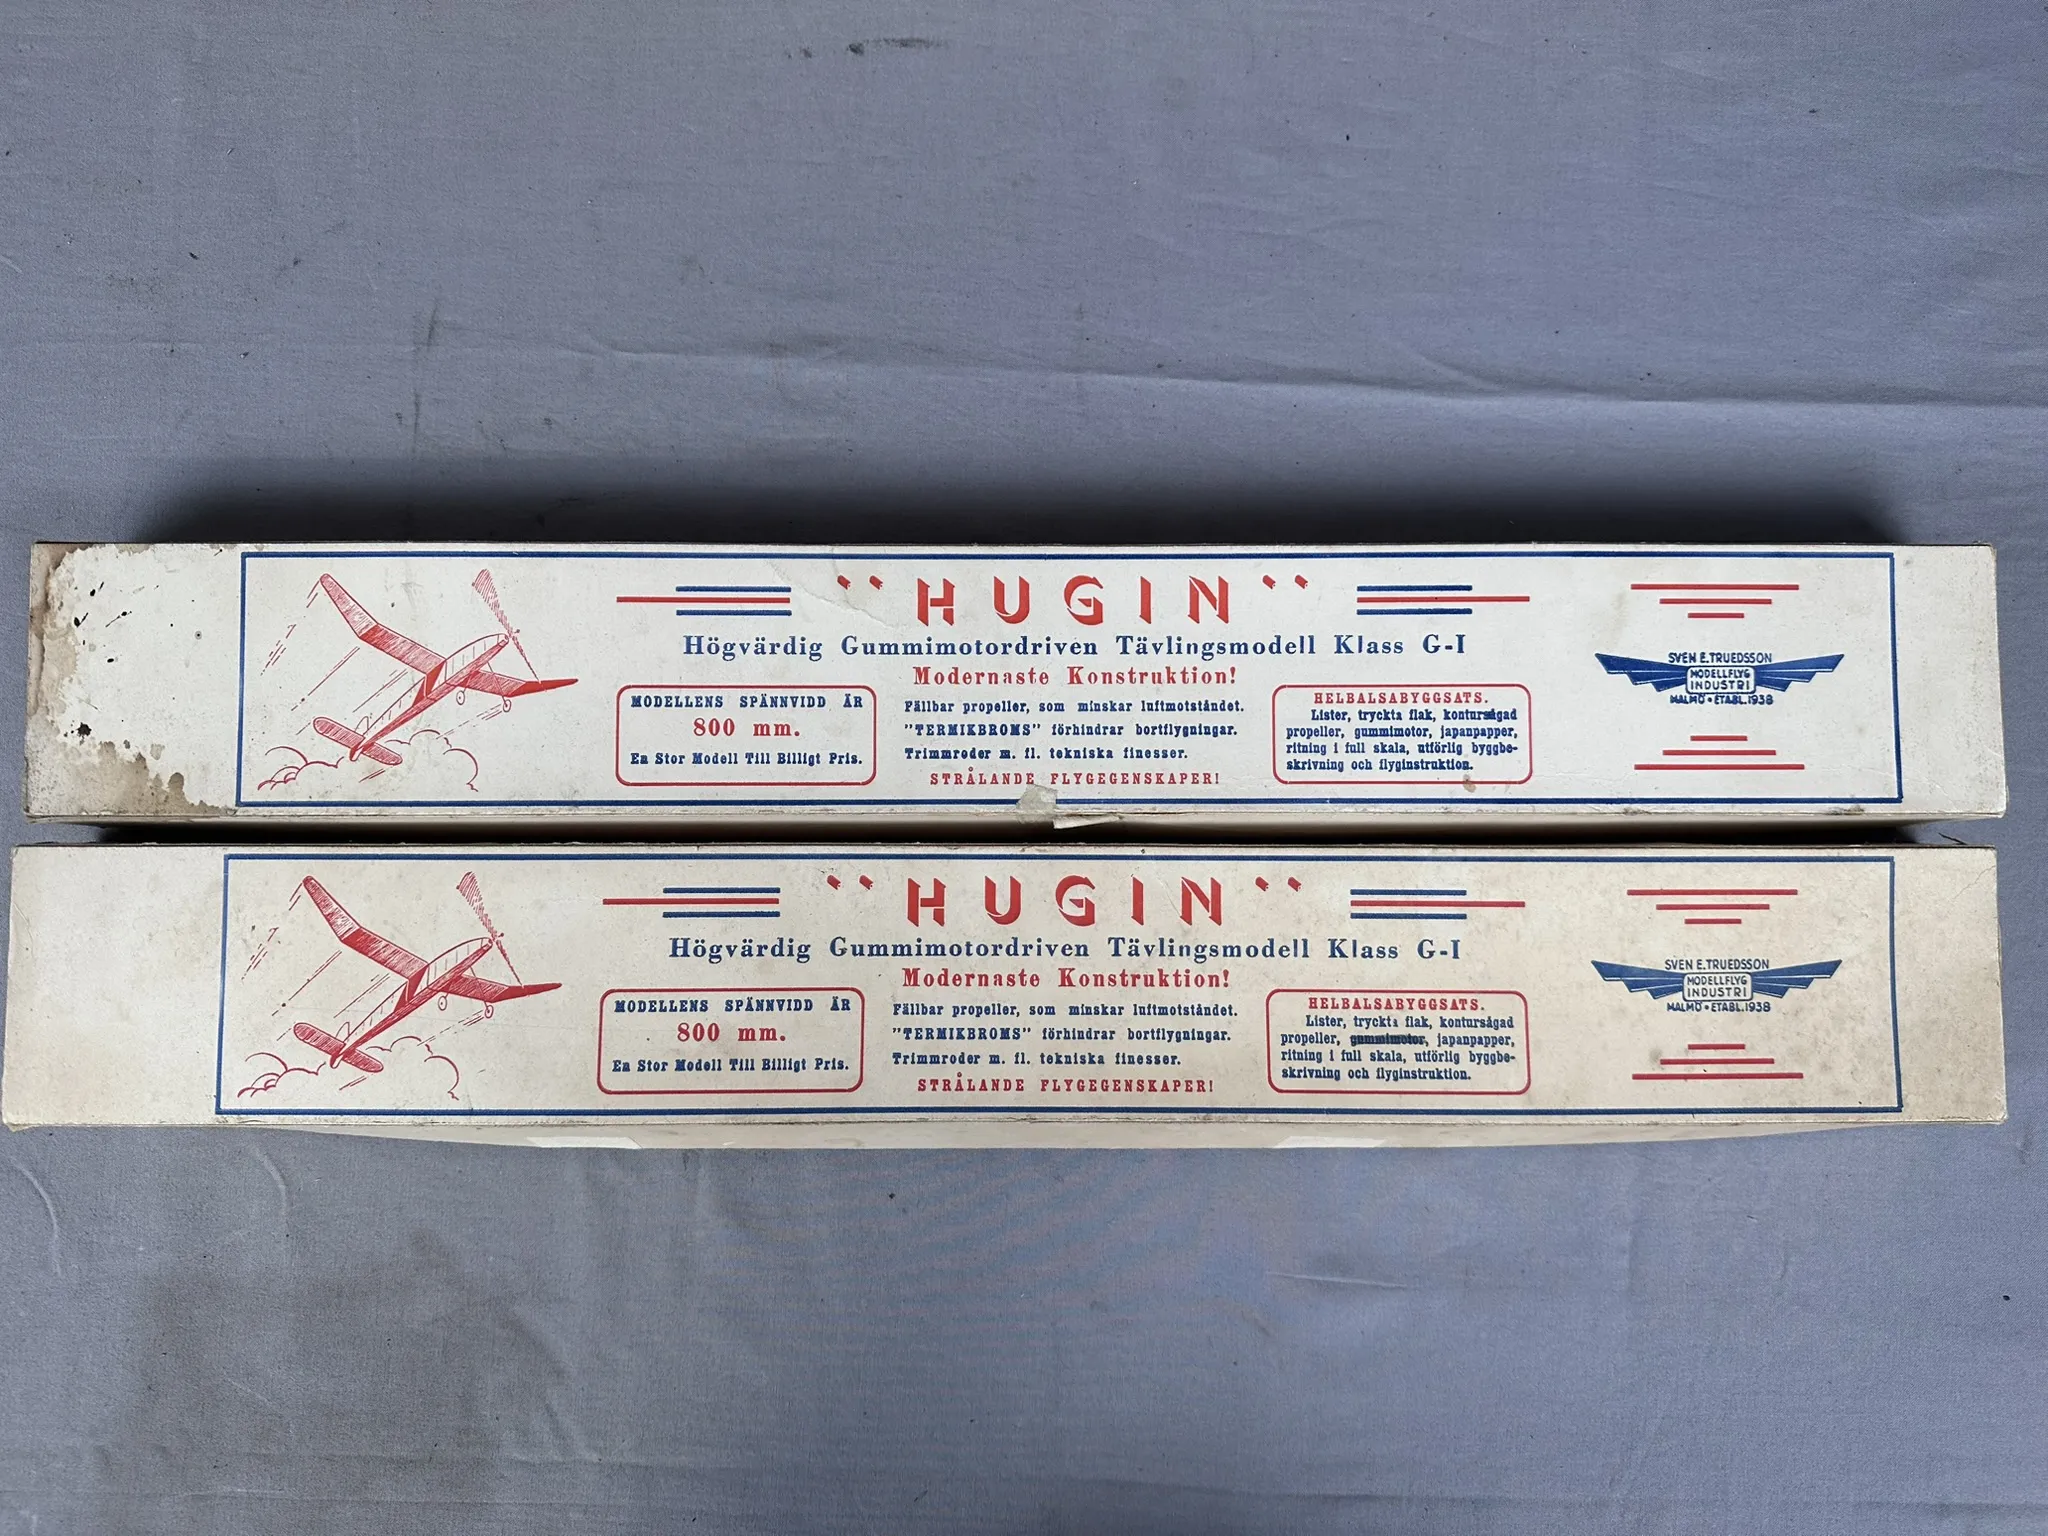 "HUGIN"
Högvärdig Gummimotordriven Tävlingsmodell Klass G-I
Modernaste Konstruktion!
MODELLENS SPÄNNVIDD ÄR
800 mm.
En Stor Modell Till Billigt Pris.
Fällbar propeller, som minskar luftmotståndet.
"TERMIKBROMS" förhindrar bortflygningar.
Trimmroder m. fl. tekniska finesser.
STRÅLANDE FLYGEGENSKAPER!
HELBALSABYGGSATS.
Lister, tryckta flak, kontursågad
propeller, gummimotor, japanpapper,
ritning i full skala, utförlig byggbe-
skrivning och flyginstruktion.
SVEN E. TRUEDSSON
MODELLFLYG
INDUSTRI
MALMÖ • ETABL. 1938
"HUGIN"
Högvärdig Gummimotordriven Tävlingsmodell Klass G-I
Modernaste Konstruktion!
MODELLENS SPÄNNVIDD ÄR
800 mm.
En Stor Modell Till Billigt Pris.
Fällbar propeller, som minskar luftmotståndet.
"TERMIKBROMS" förhindrar bortflygningar.
Trimmroder m. fl. tekniska finesser.
STRÅLANDE FLYGEGENSKAPER!
HELBALSABYGGSATS.
Lister, tryckta flak, kontursågad
propeller, gummimotor, japanpapper,
ritning i full skala, utförlig byggbe-
skrivning och flyginstruktion.
SVEN E. TRUEDSSON
MODELLFLYG
INDUSTRI
MALMÖ • ETABL. 1938